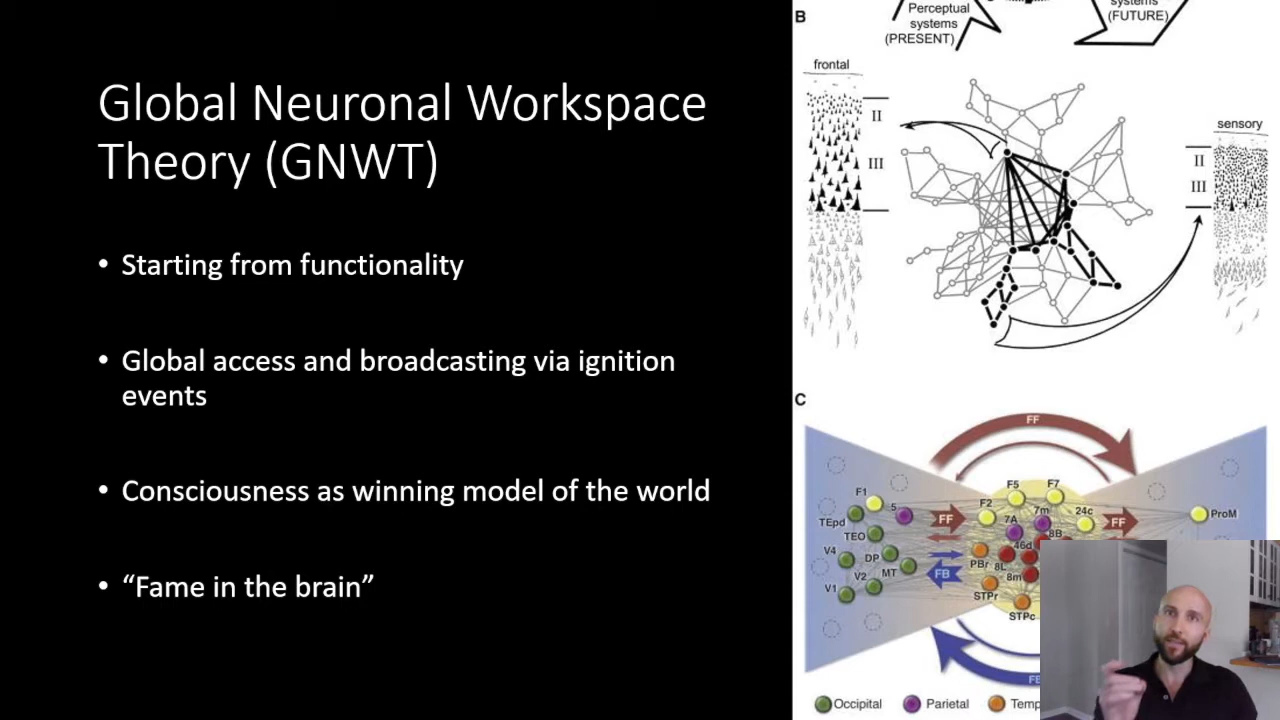 Global Neuronal Workspace
Theory (GNWT)
• Starting from functionality
• Global access and broadcasting via ignition
events
• Consciousness as winning model of the world
• “Fame in the brain”
B
Perceptual
systems
(PRESENT)
systems
(FUTURE)
frontal
II
III
sensory
II
III
C
FF
F1
5
TEpd
TEO
V4
DP
MT
V2
V1
FF
FB
F5
F7
F2
7m
24c
7A
8B
46d
PBr
8L
8m
STPr
STPc
FF
ProM
Occipital
Parietal